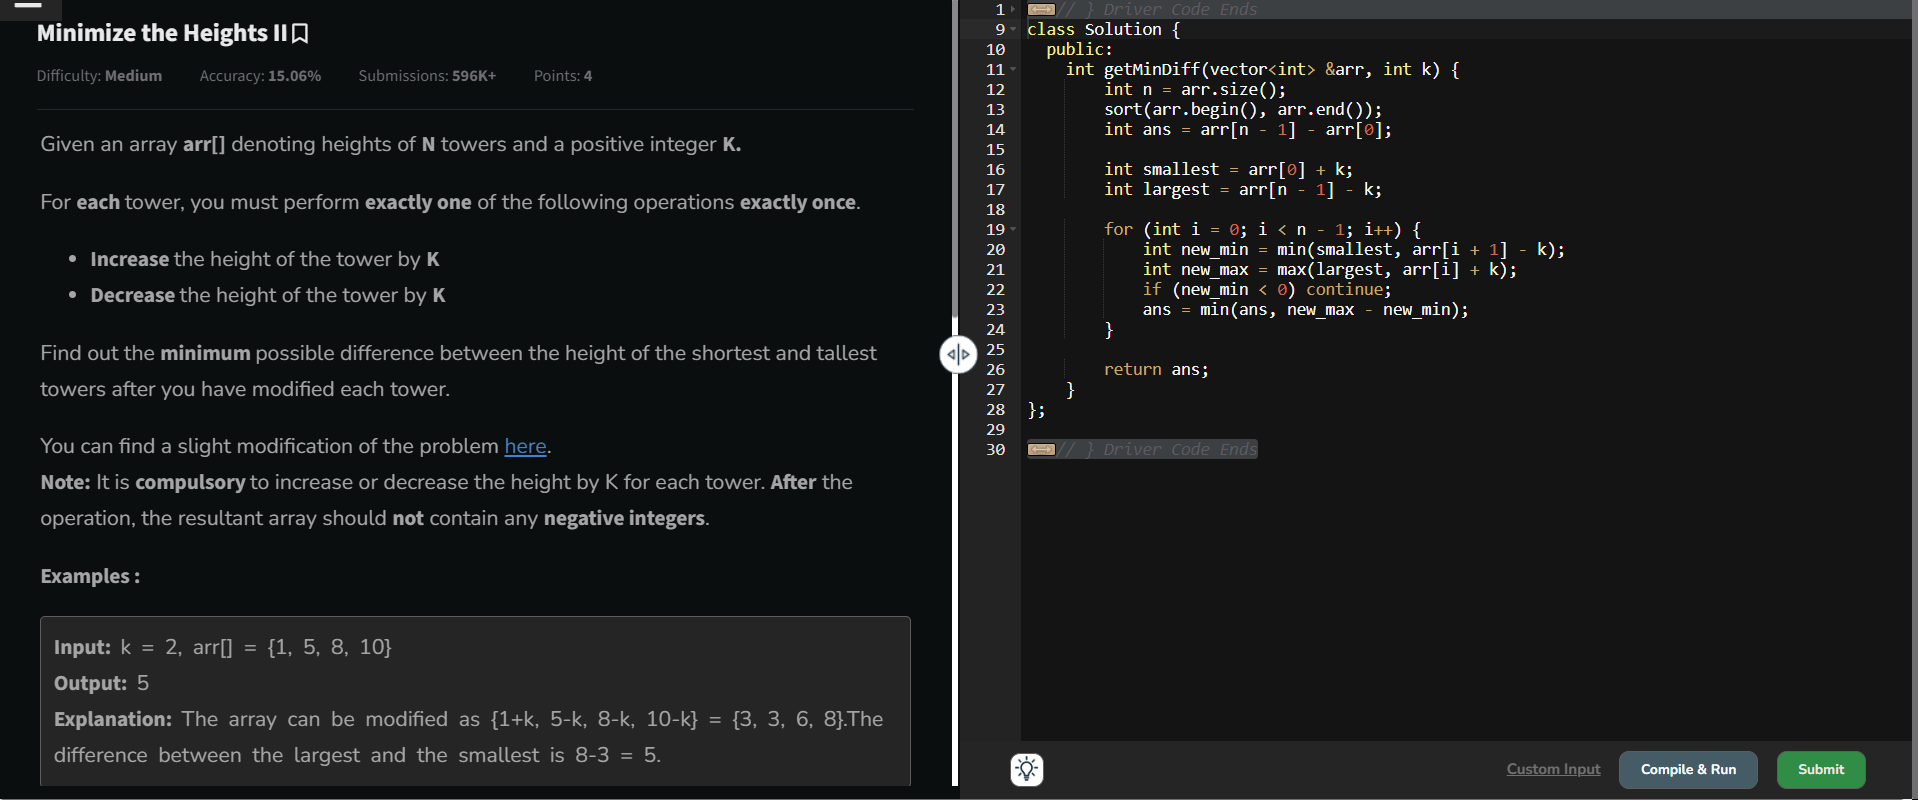 Minimize the Heights II
Difficulty: Medium Accuracy: 15.06% Submissions: 596K+ Points: 4
Given an array arr[] denoting heights of N towers and a positive integer K.
For each tower, you must perform exactly one of the following operations exactly once.
• Increase the height of the tower by K
• Decrease the height of the tower by K
Find out the minimum possible difference between the height of the shortest and tallest
towers after you have modified each tower.
You can find a slight modification of the problem here.
Note: It is compulsory to increase or decrease the height by K for each tower. After the
operation, the resultant array should not contain any negative integers.
Examples :
Input: k = 2, arr[] = {1, 5, 8, 10}
Output: 5
Explanation: The array can be modified as {1+k, 5-k, 8-k, 10-k} = {3, 3, 6, 8}.The
difference between the largest and the smallest is 8-3 = 5.
1 // } Driver Code Ends
9 class Solution {
10 public:
11 int getMinDiff(vector<int> &arr, int k) {
12 int n = arr.size();
13 sort(arr.begin(), arr.end());
14 int ans = arr[n - 1] - arr[0];
15
16 int smallest = arr[0] + k;
17 int largest = arr[n - 1] - k;
18
19 for (int i = 0; i < n - 1; i++) {
20 int new_min = min(smallest, arr[i + 1] - k);
21 int new_max = max(largest, arr[i] + k);
22 if (new_min < 0) continue;
23 ans = min(ans, new_max - new_min);
24 }
25
26 return ans;
27 }
28 };
29
30 // } Driver Code Ends
Custom Input Compile & Run Submit